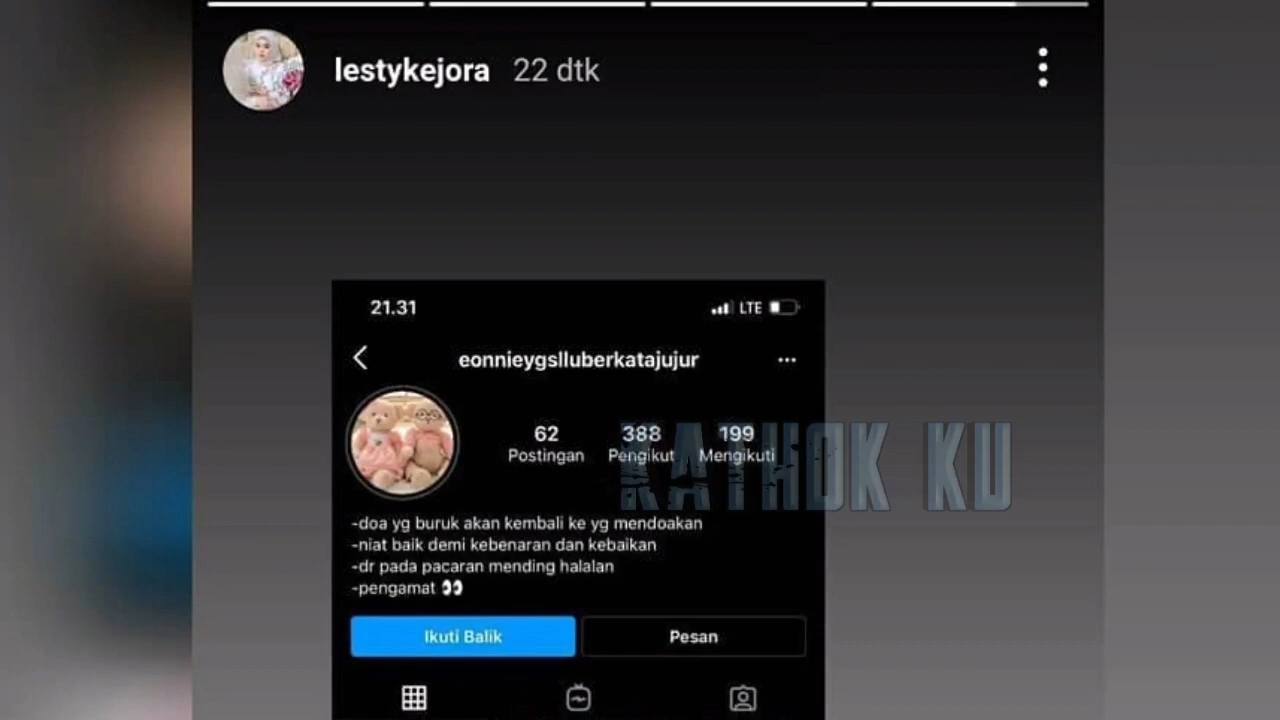 lestykejora 22 dtk
21.31 LTE
eonnieygslluberkatajujur
62 388 199
Postingan Pengikut Mengikuti
KATHOK KU
-doa yg buruk akan kembali ke yg mendoakan
-niat baik demi kebenaran dan kebaikan
-dr pada pacaran mending halalan
-pengamat 👀
Ikuti Balik Pesan